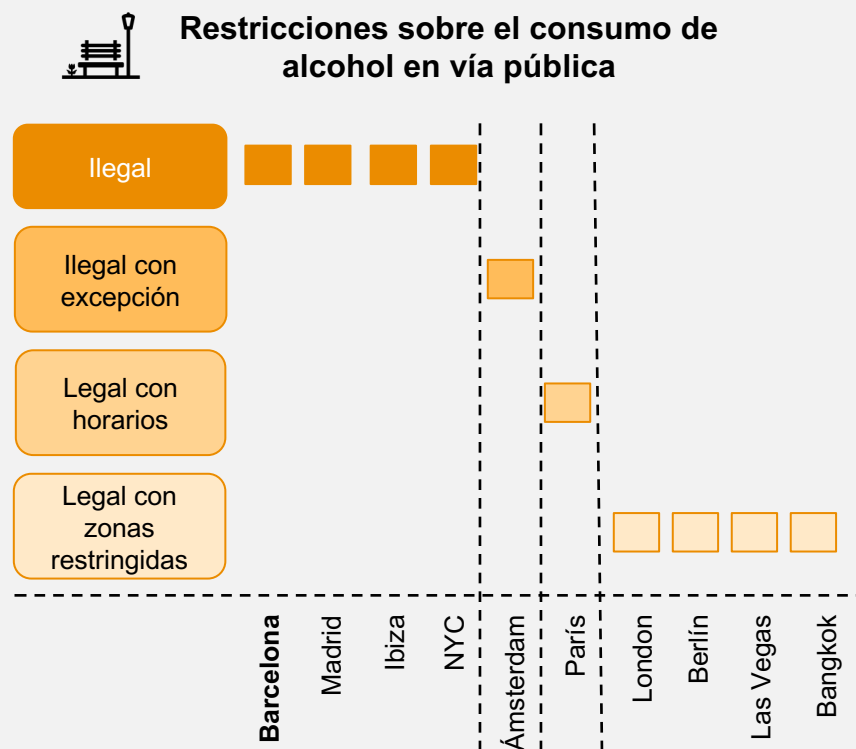 Restricciones sobre el consumo de
alcohol en vía pública
Ilegal
Ilegal con
excepción
Legal con
horarios
Legal con
zonas
restringidas
Barcelona
Madrid
Ibiza
NYC
Ámsterdam
París
London
Berlín
Las Vegas
Bangkok